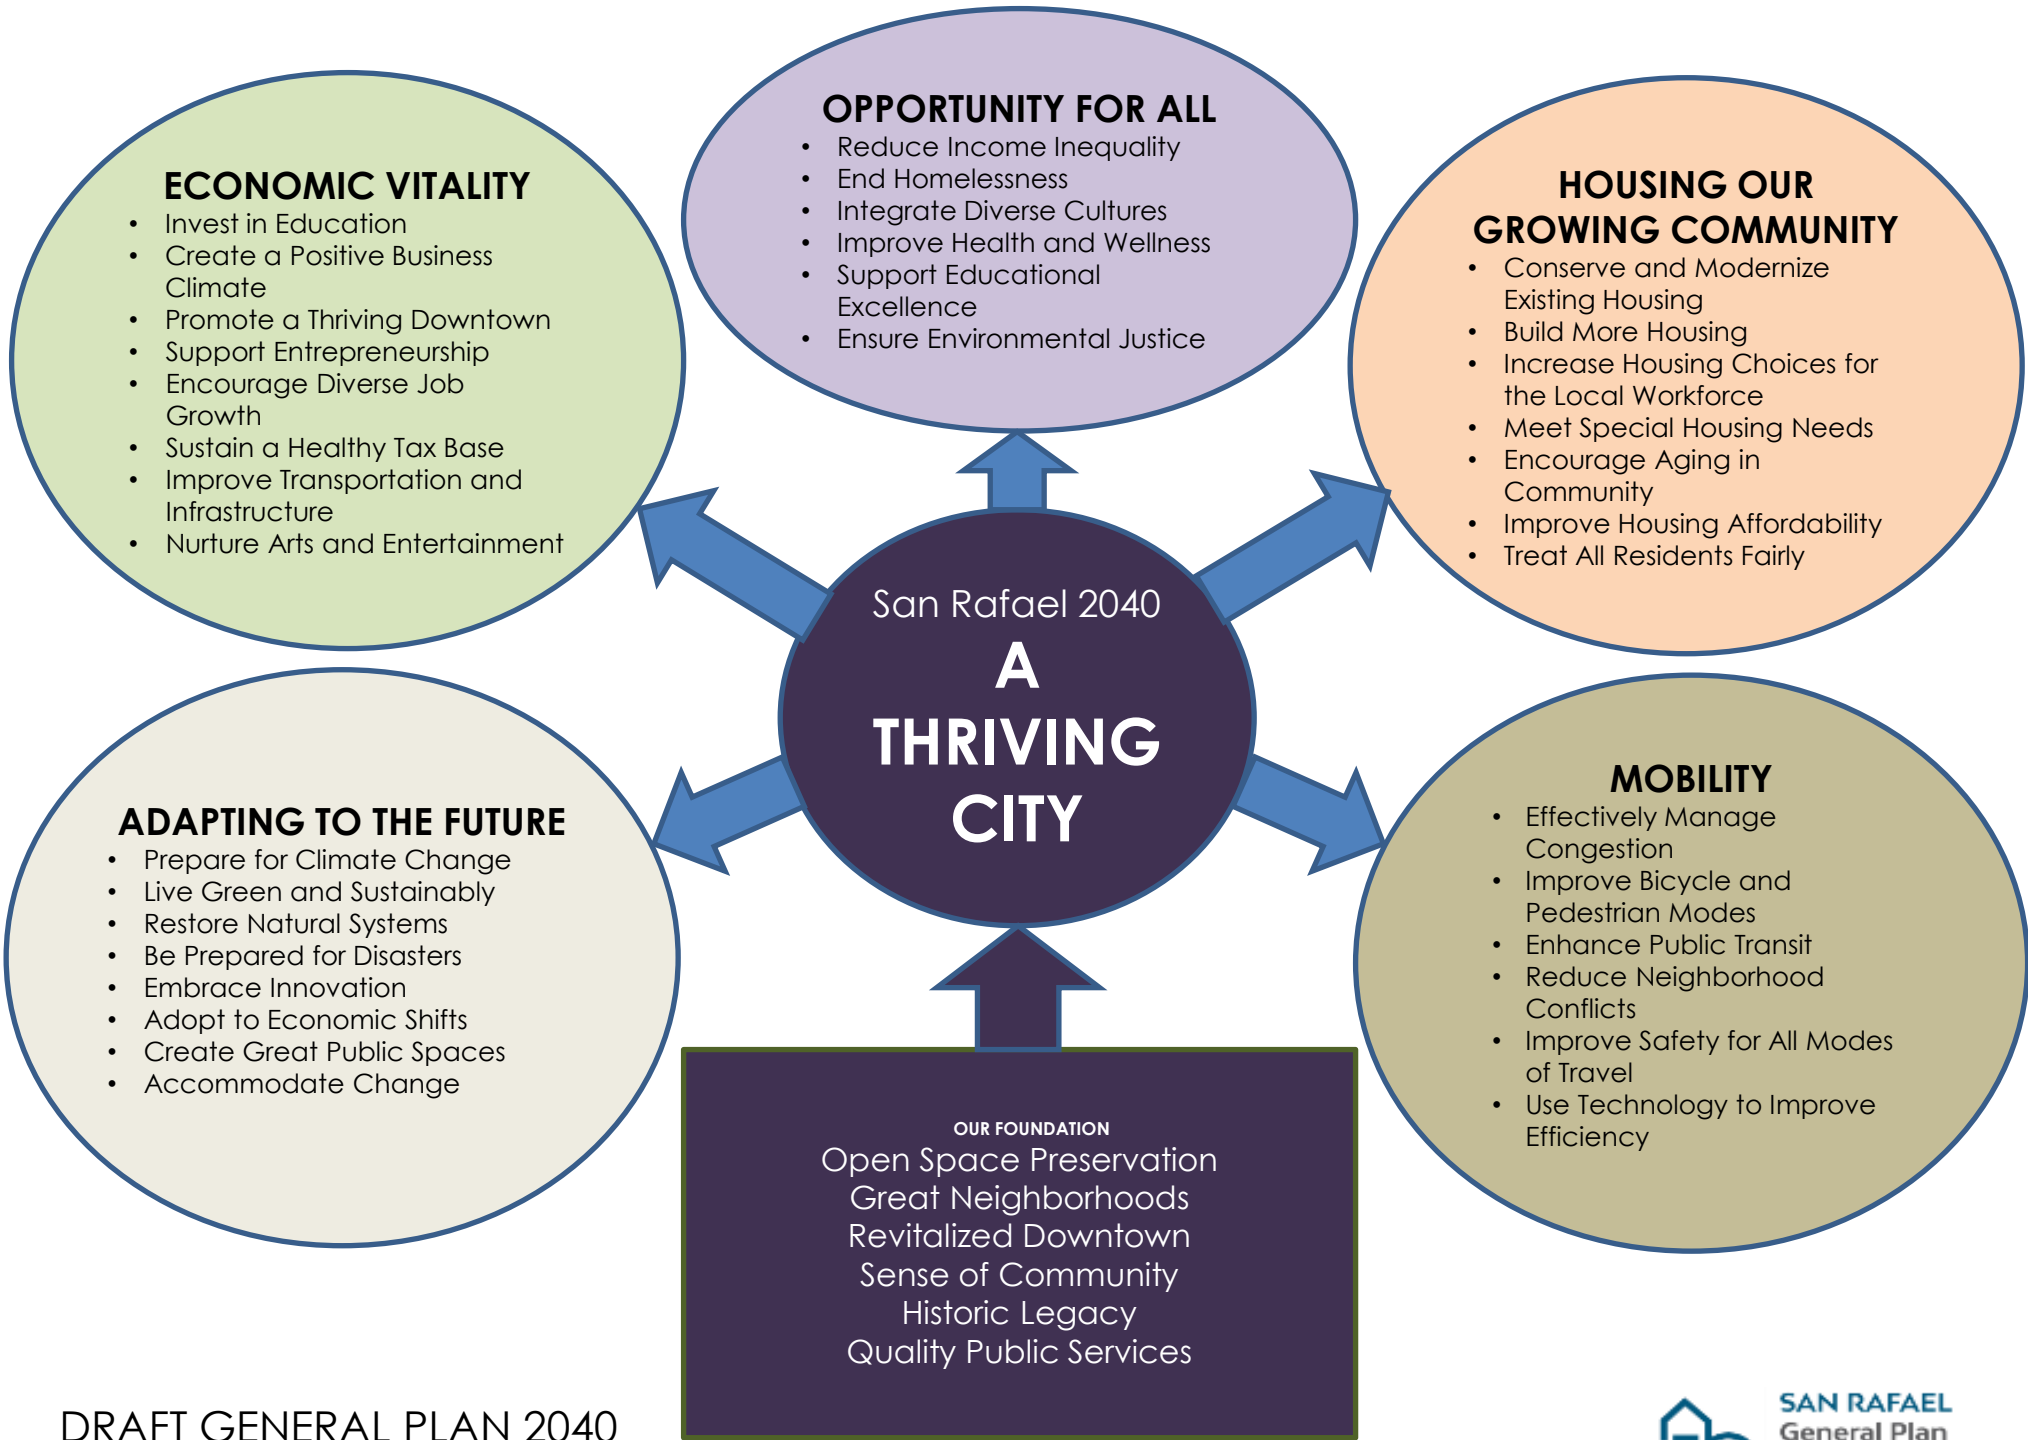 OPPORTUNITY FOR ALL
• Reduce Income Inequality
• End Homelessness
• Integrate Diverse Cultures
• Improve Health and Wellness
• Support Educational
Excellence
• Ensure Environmental Justice
ECONOMIC VITALITY
• Invest in Education
• Create a Positive Business
Climate
• Promote a Thriving Downtown
• Support Entrepreneurship
• Encourage Diverse Job
Growth
• Sustain a Healthy Tax Base
• Improve Transportation and
Infrastructure
• Nurture Arts and Entertainment
HOUSING OUR
GROWING COMMUNITY
• Conserve and Modernize
Existing Housing
• Build More Housing
• Increase Housing Choices for
the Local Workforce
• Meet Special Housing Needs
• Encourage Aging in
Community
• Improve Housing Affordability
• Treat All Residents Fairly
San Rafael 2040
A
THRIVING
CITY
ADAPTING TO THE FUTURE
• Prepare for Climate Change
• Live Green and Sustainably
• Restore Natural Systems
• Be Prepared for Disasters
• Embrace Innovation
• Adopt to Economic Shifts
• Create Great Public Spaces
• Accommodate Change
MOBILITY
• Effectively Manage
Congestion
• Improve Bicycle and
Pedestrian Modes
• Enhance Public Transit
• Reduce Neighborhood
Conflicts
• Improve Safety for All Modes
of Travel
• Use Technology to Improve
Efficiency
OUR FOUNDATION
Open Space Preservation
Great Neighborhoods
Revitalized Downtown
Sense of Community
Historic Legacy
Quality Public Services
DRAFT GENERAL PLAN 2040
SAN RAFAEL
General Plan